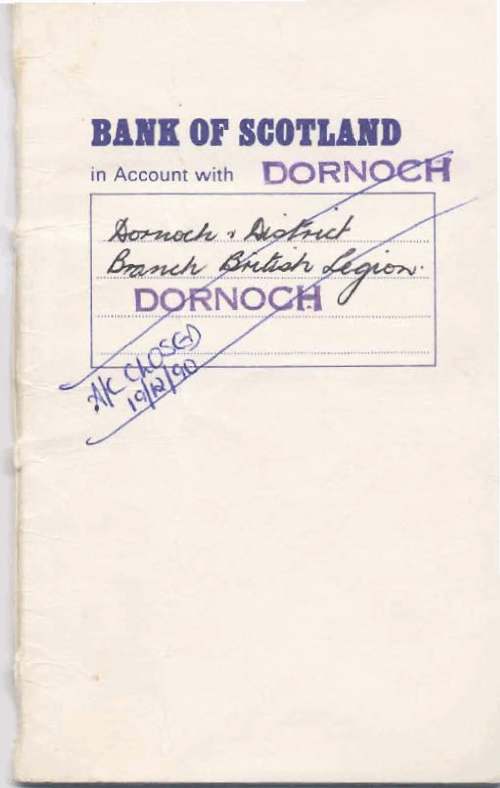 BANK OF SCOTLAND
in Account with DORNOCH
Dornoch & District
Branch British Legion.
DORNOCH
A/C CLOSED
19/12/90